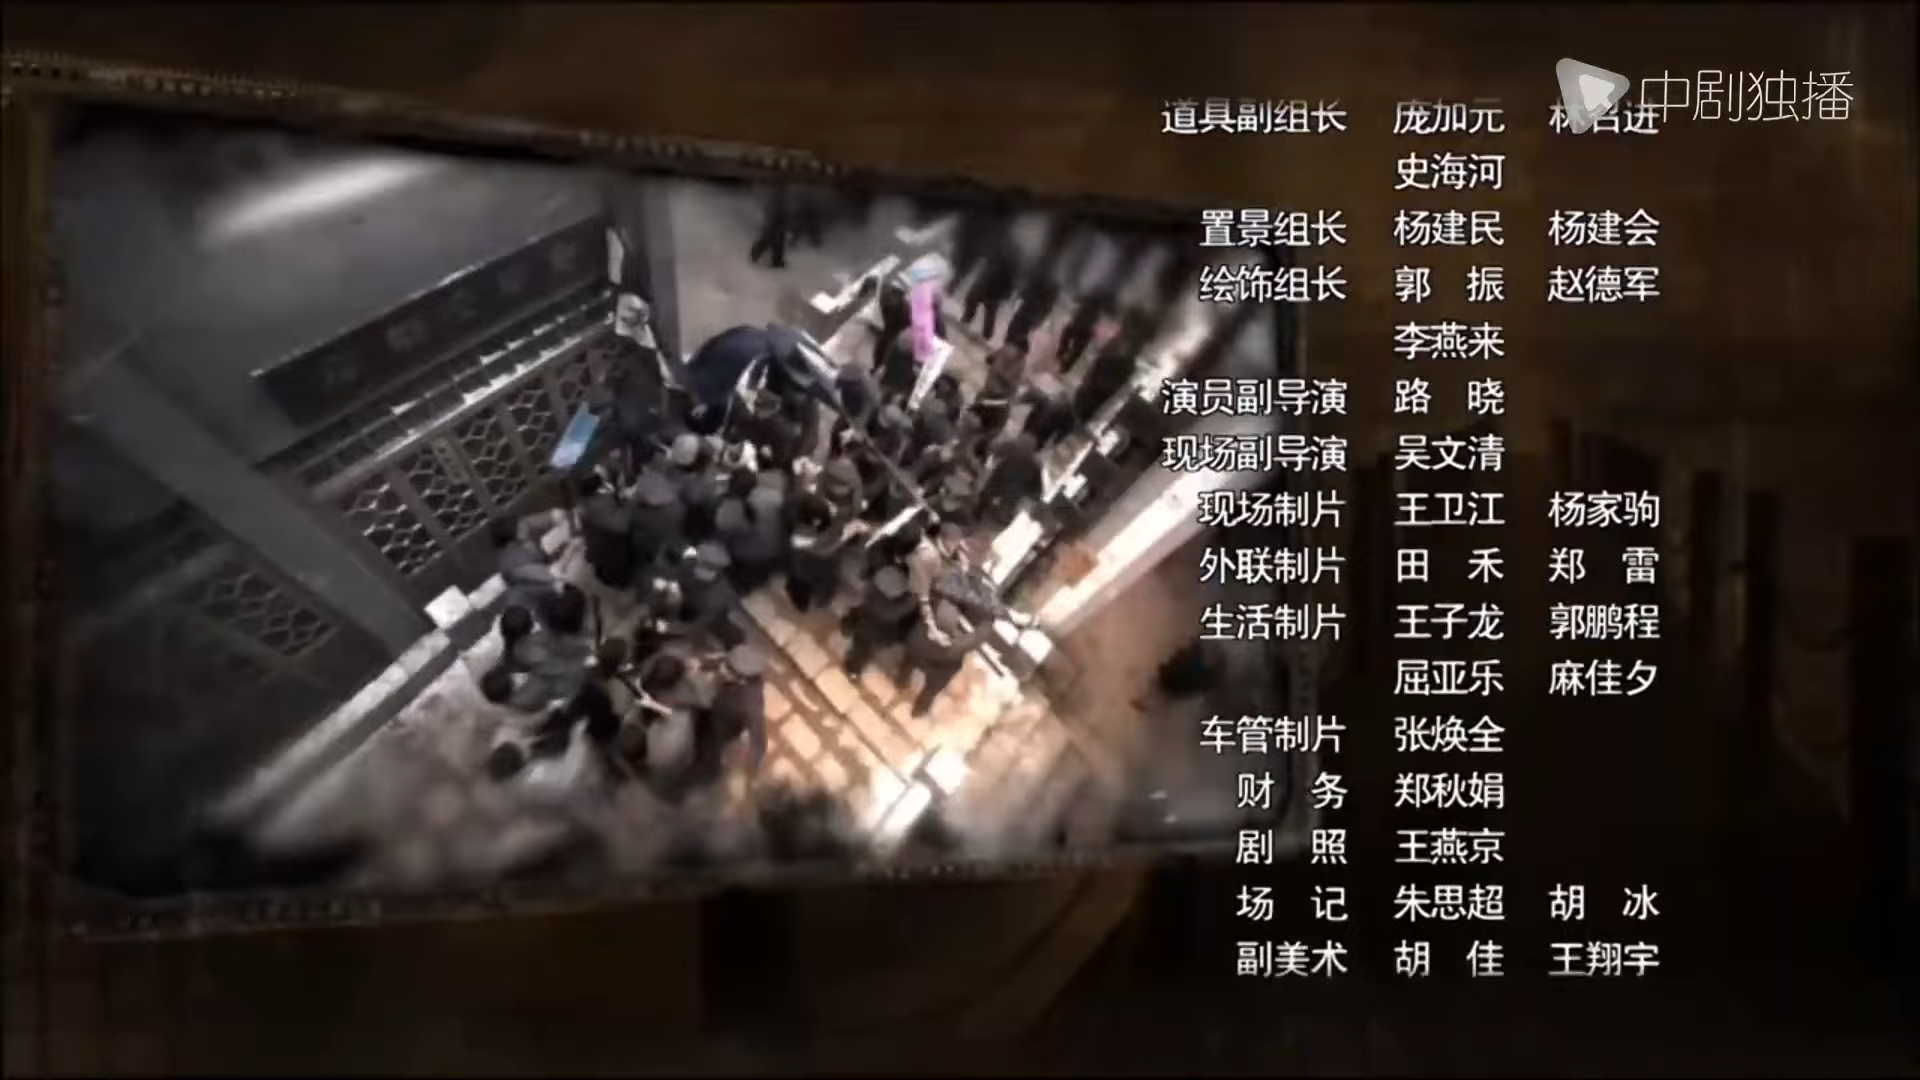 中剧独播
道具副组长 庞加元
史海河
置景组长 杨建民 杨建会
绘饰组长 郭 振 赵德军
李燕来
演员副导演 路 晓
现场副导演 吴文清
现场制片 王卫江 杨家驹
外联制片 田 禾 郑 雷
生活制片 王子龙 郭鹏程
屈亚乐 麻佳夕
车管制片 张焕全
财 务 郑秋娟
剧 照 王燕京
场 记 朱思超 胡 冰
副美术 胡 佳 王翔宇